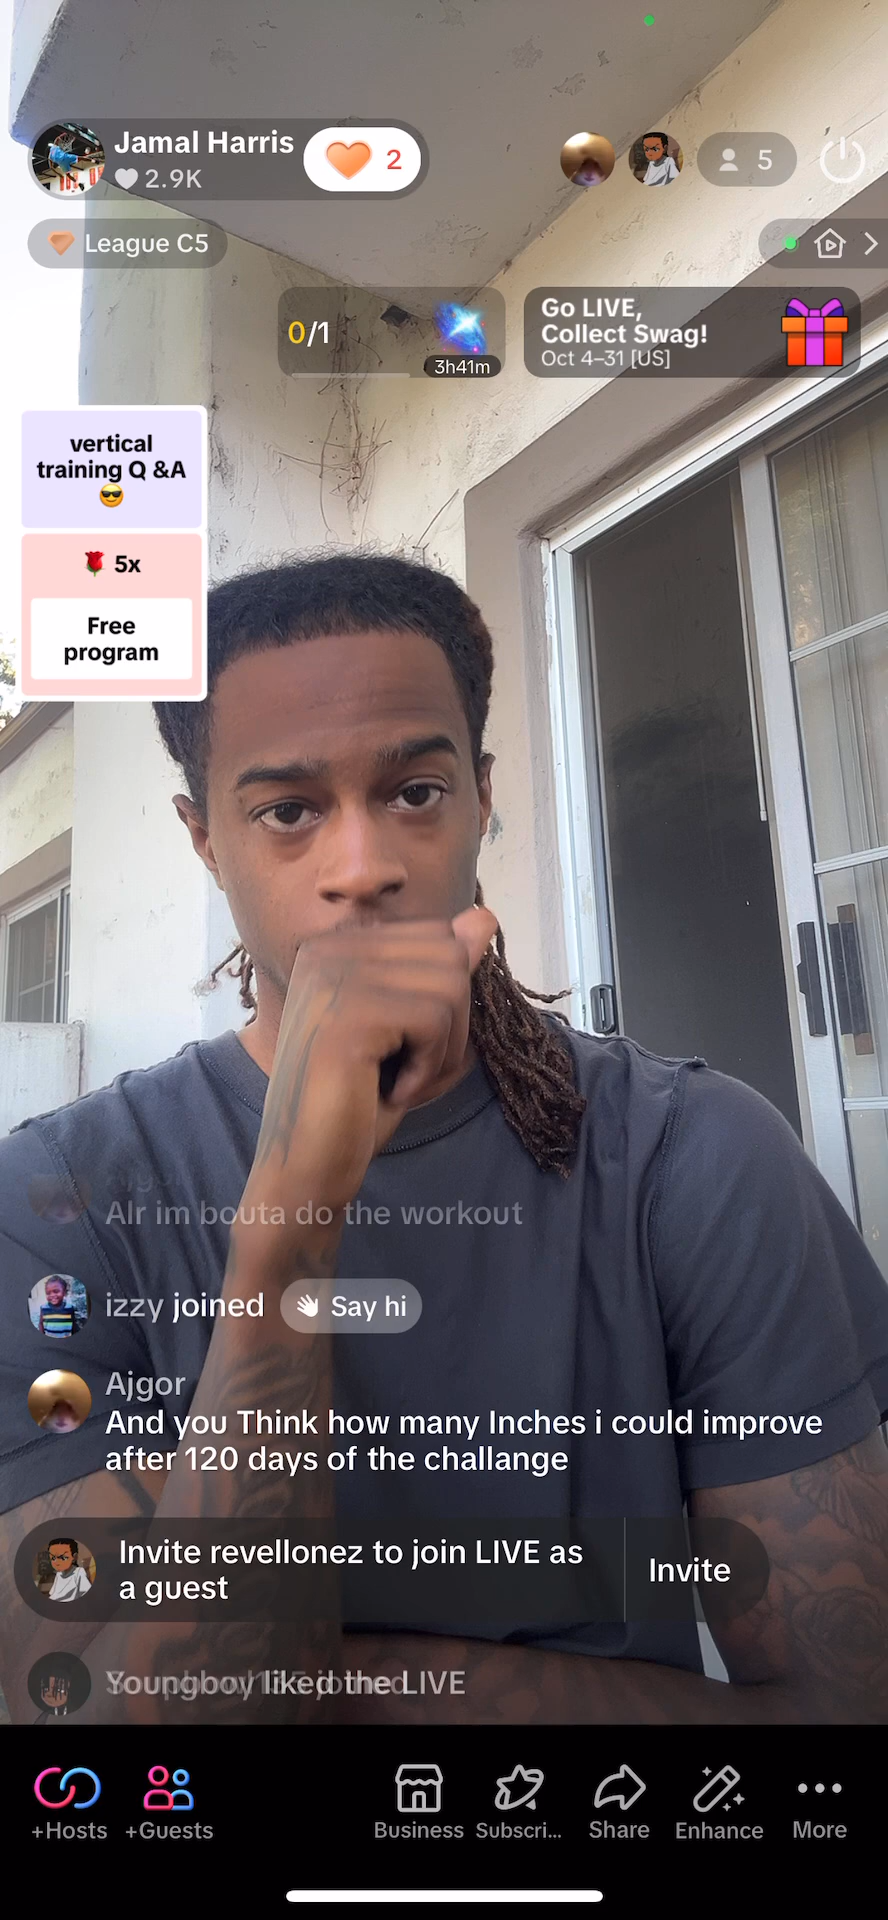 Jamal Harris
2.9K
2
5
League C5
0/1
3h41m
Go LIVE,
Collect Swag!
Oct 4–31 [US]
vertical
training Q &A
5x
Free
program
Ajgor
Alr im bouta do the workout
izzy joined
Say hi
Ajgor
And you Think how many Inches i could improve
after 120 days of the challange
Invite revellonez to join LIVE as
a guest
Invite
Youngboy liked the LIVE
+Hosts
+Guests
Business
Subscri...
Share
Enhance
More